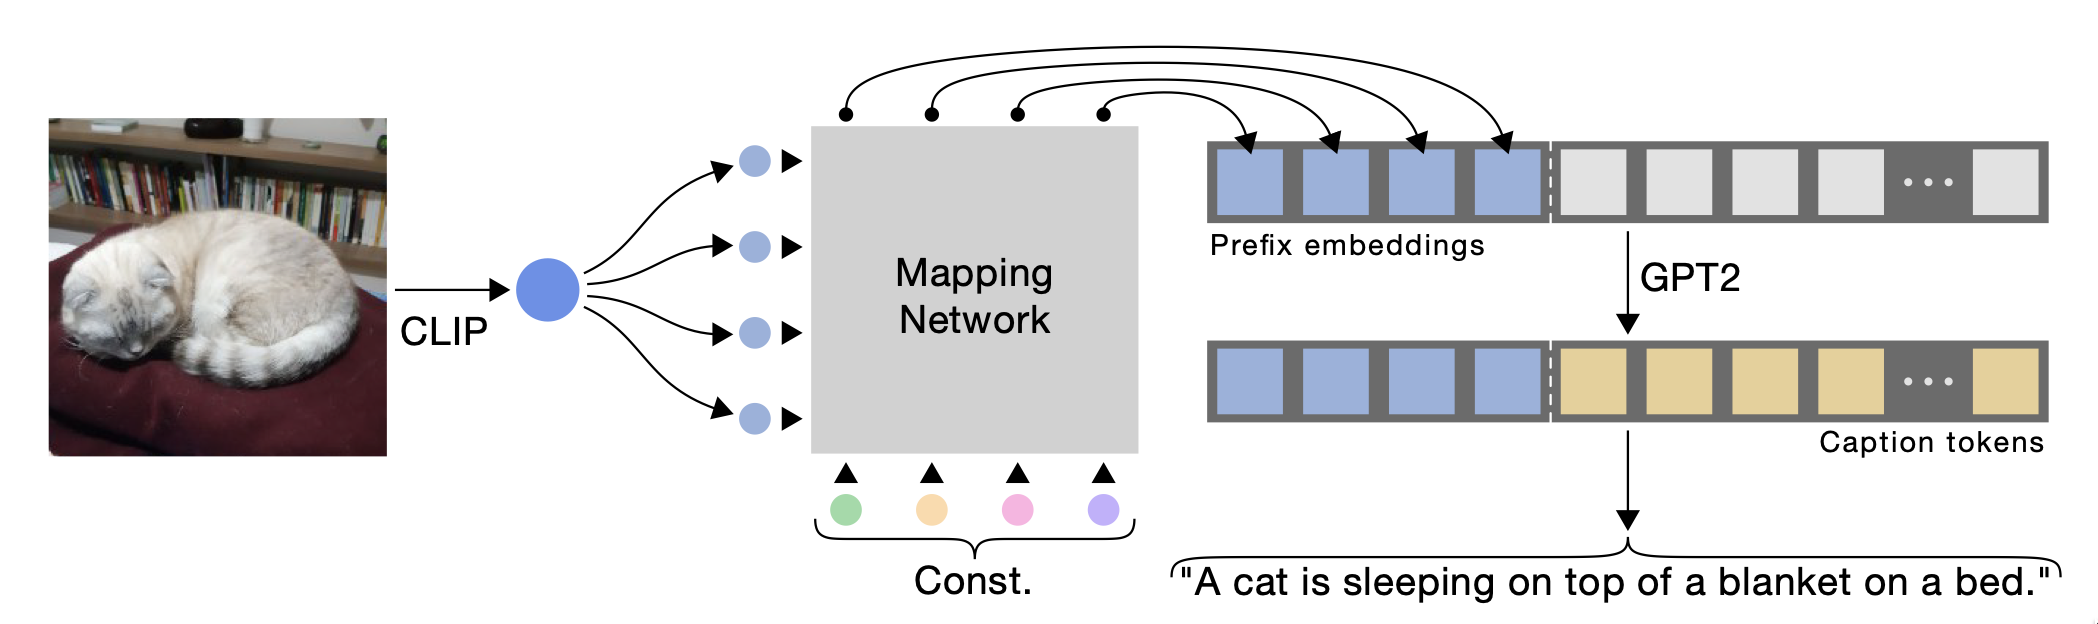 CLIP
Mapping
Network
Const.
Prefix embeddings
GPT2
Caption tokens
"A cat is sleeping on top of a blanket on a bed."